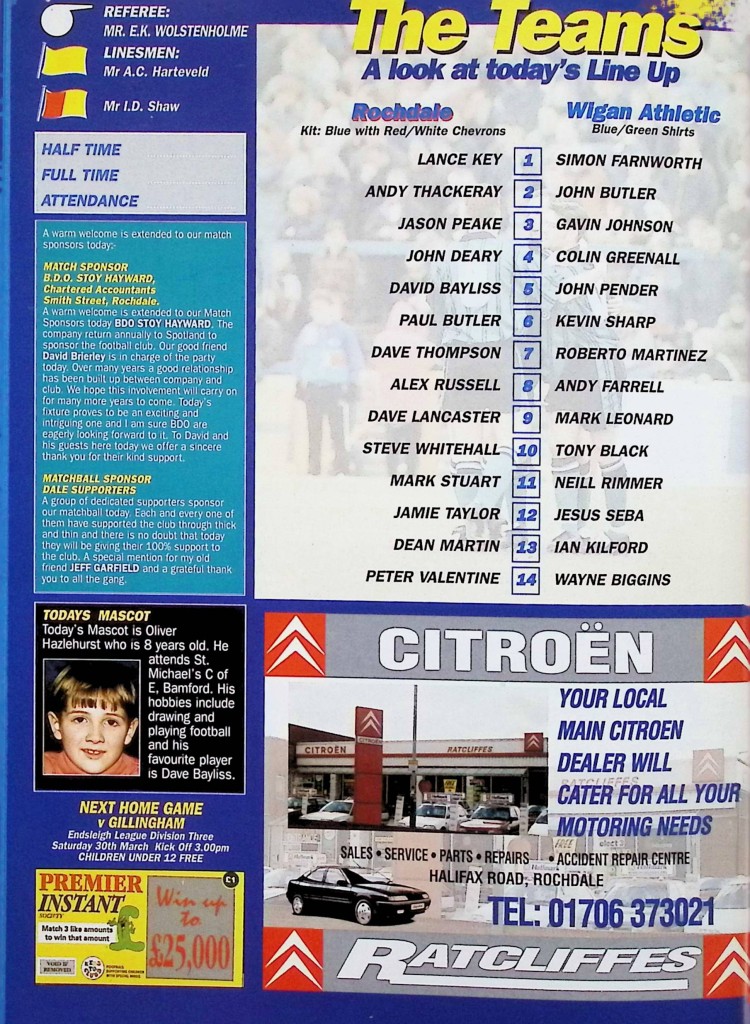 REFEREE:
MR. E.K. WOLSTENHOLME
LINESMEN:
Mr A.C. Harteveld
Mr I.D. Shaw
HALF TIME
FULL TIME
ATTENDANCE
A warm welcome is extended to our match
sponsors today:-
MATCH SPONSOR
B.D.O. STOY HAYWARD,
Chartered Accountants
Smith Street, Rochdale.
A warm welcome is extended to our Match
Sponsors today BDO STOY HAYWARD. The
company return annually to Spotland to
sponsor the football club. Our good friend
David Brierley is in charge of the party
today. Over many years a good relationship
has been built up between company and
club. We hope this involvement will carry on
for many more years to come. Today's
fixture proves to be an exciting and
intriguing one and I am sure BDO are
eagerly looking forward to it. To David and
his guests here today we offer a sincere
thank you for their kind support.
MATCHBALL SPONSOR
DALE SUPPORTERS
A group of dedicated supporters sponsor
our matchball today. Each and every one of
them have supported the club through thick
and thin and there is no doubt that today
they will be giving their 100% support to
the club. A special mention for my old
friend JEFF GARFIELD and a grateful thank
you to all the gang.
TODAYS MASCOT
Today's Mascot is Oliver
Hazlehurst who is 8 years old. He
attends St.
Michael's C of
E, Bamford. His
hobbies include
drawing and
playing football
and his
favourite player
is Dave Bayliss.
NEXT HOME GAME
v GILLINGHAM
Endsleigh League Division Three
Saturday 30th March Kick Off 3.00pm
CHILDREN UNDER 12 FREE
PREMIER
INSTANT
SOCIETY
£1
Match 3 like amounts
to win that amount
£
Win up
to
£25,000
VOID IF
REMOVED
The Teams
A look at today's Line Up
Rochdale
Kit: Blue with Red/White Chevrons
Wigan Athletic
Blue/Green Shirts
LANCE KEY 1 SIMON FARNWORTH
ANDY THACKERAY 2 JOHN BUTLER
JASON PEAKE 3 GAVIN JOHNSON
JOHN DEARY 4 COLIN GREENALL
DAVID BAYLISS 5 JOHN PENDER
PAUL BUTLER 6 KEVIN SHARP
DAVE THOMPSON 7 ROBERTO MARTINEZ
ALEX RUSSELL 8 ANDY FARRELL
DAVE LANCASTER 9 MARK LEONARD
STEVE WHITEHALL 10 TONY BLACK
MARK STUART 11 NEILL RIMMER
JAMIE TAYLOR 12 JESUS SEBA
DEAN MARTIN 13 IAN KILFORD
PETER VALENTINE 14 WAYNE BIGGINS
CITROËN
CITROËN
CITROËN
RATCLIFFES
YOUR LOCAL
MAIN CITROEN
DEALER WILL
CATER FOR ALL YOUR
MOTORING NEEDS
RATCLIFFES
SALES • SERVICE • PARTS • REPAIRS • ACCIDENT REPAIR CENTRE
HALIFAX ROAD, ROCHDALE
TEL: 01706 373021
RATCLIFFES